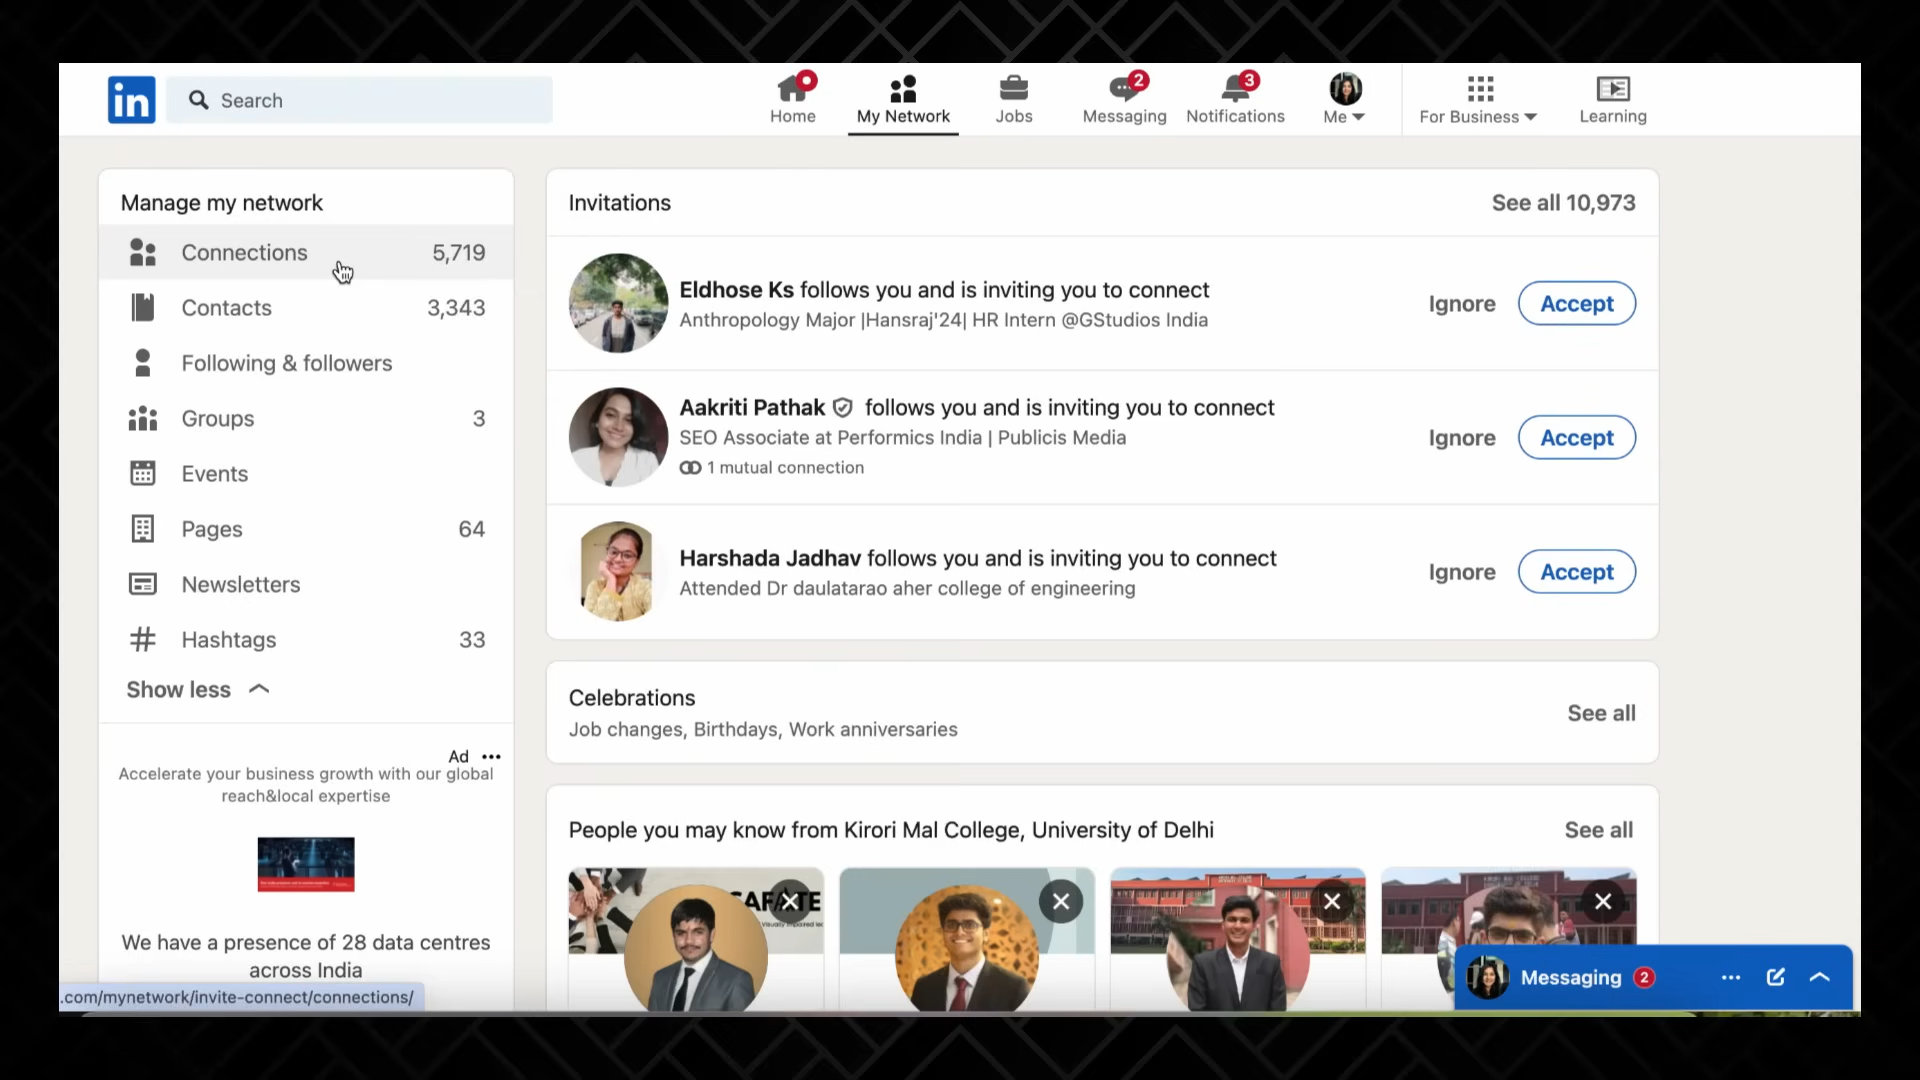 in
Search
Home
My Network
Jobs
2
Messaging
3
Notifications
Me
For Business
Learning
Manage my network
Connections 5,719
Contacts 3,343
Following & followers
Groups 3
Events
Pages 64
Newsletters
# Hashtags 33
Show less
Ad •••
Accelerate your business growth with our global
reach&local expertise
We have a presence of 28 data centres
across India
.com/mynetwork/invite-connect/connections/
Invitations See all 10,973
Eldhose Ks follows you and is inviting you to connect
Anthropology Major |Hansraj'24| HR Intern @GStudios India
Ignore Accept
Aakriti Pathak follows you and is inviting you to connect
SEO Associate at Performics India | Publicis Media
1 mutual connection
Ignore Accept
Harshada Jadhav follows you and is inviting you to connect
Attended Dr daulatarao aher college of engineering
Ignore Accept
Celebrations
Job changes, Birthdays, Work anniversaries
See all
People you may know from Kirori Mal College, University of Delhi See all
Messaging 2 •••